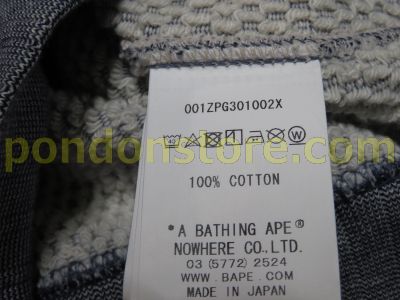 001ZPG301002X
40 W
pondonstore.com
100% COTTON
*A BATHING APE®
NOWHERE CO., LTD.
03 (5772) 2524
WWW. BAPE. COM
MADE IN JAPAN